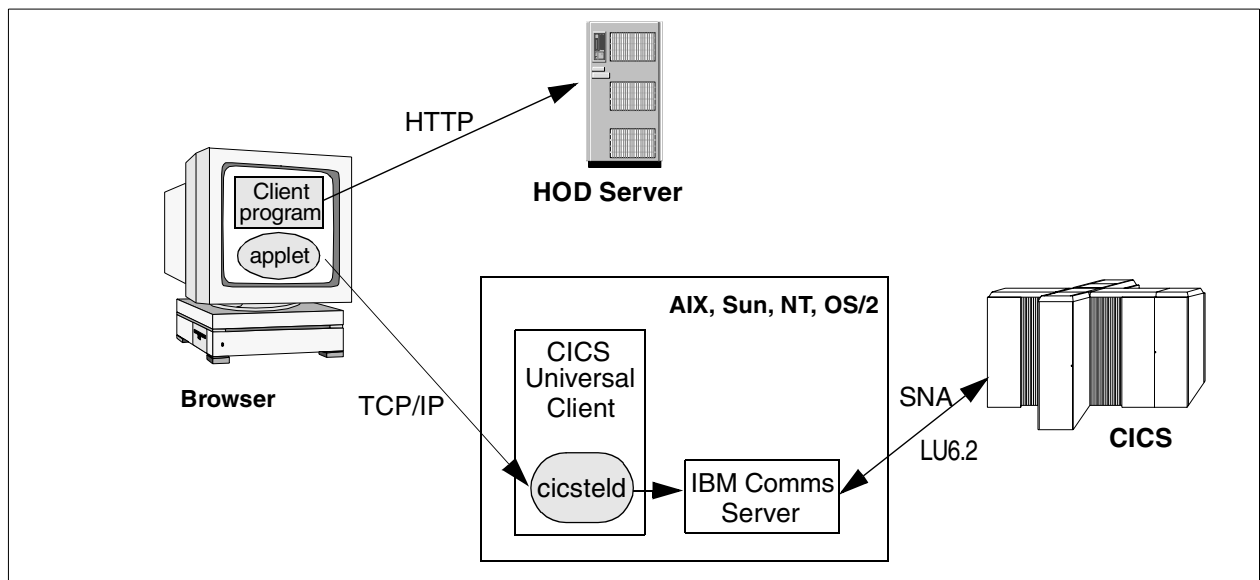 HTTP
HOD Server
Client
program
applet
Browser
TCP/IP
AIX, Sun, NT, OS/2
CICS
Universal
Client
cicsteld
IBM Comms
Server
SNA
LU6.2
CICS